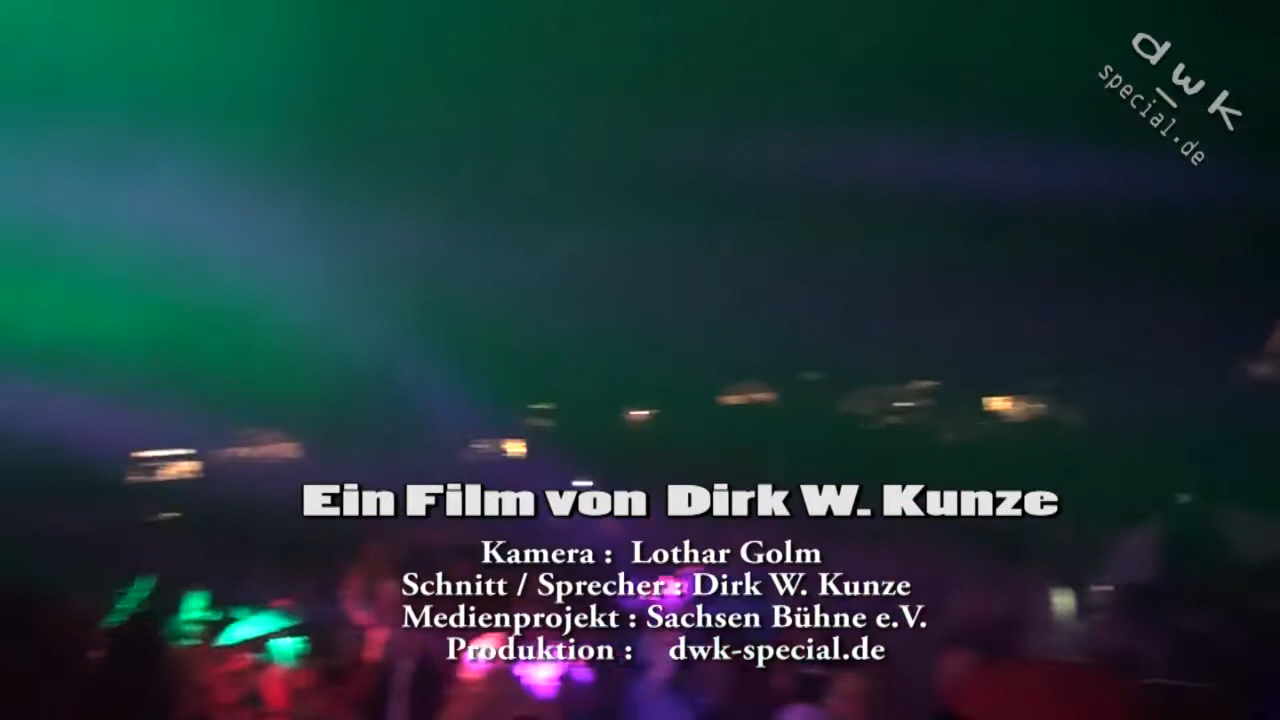 dwk
special.de
Ein Film von Dirk W. Kunze
Kamera : Lothar Golm
Schnitt / Sprecher : Dirk W. Kunze
Medienprojekt : Sachsen Bühne e.V.
Produktion : dwk-special.de